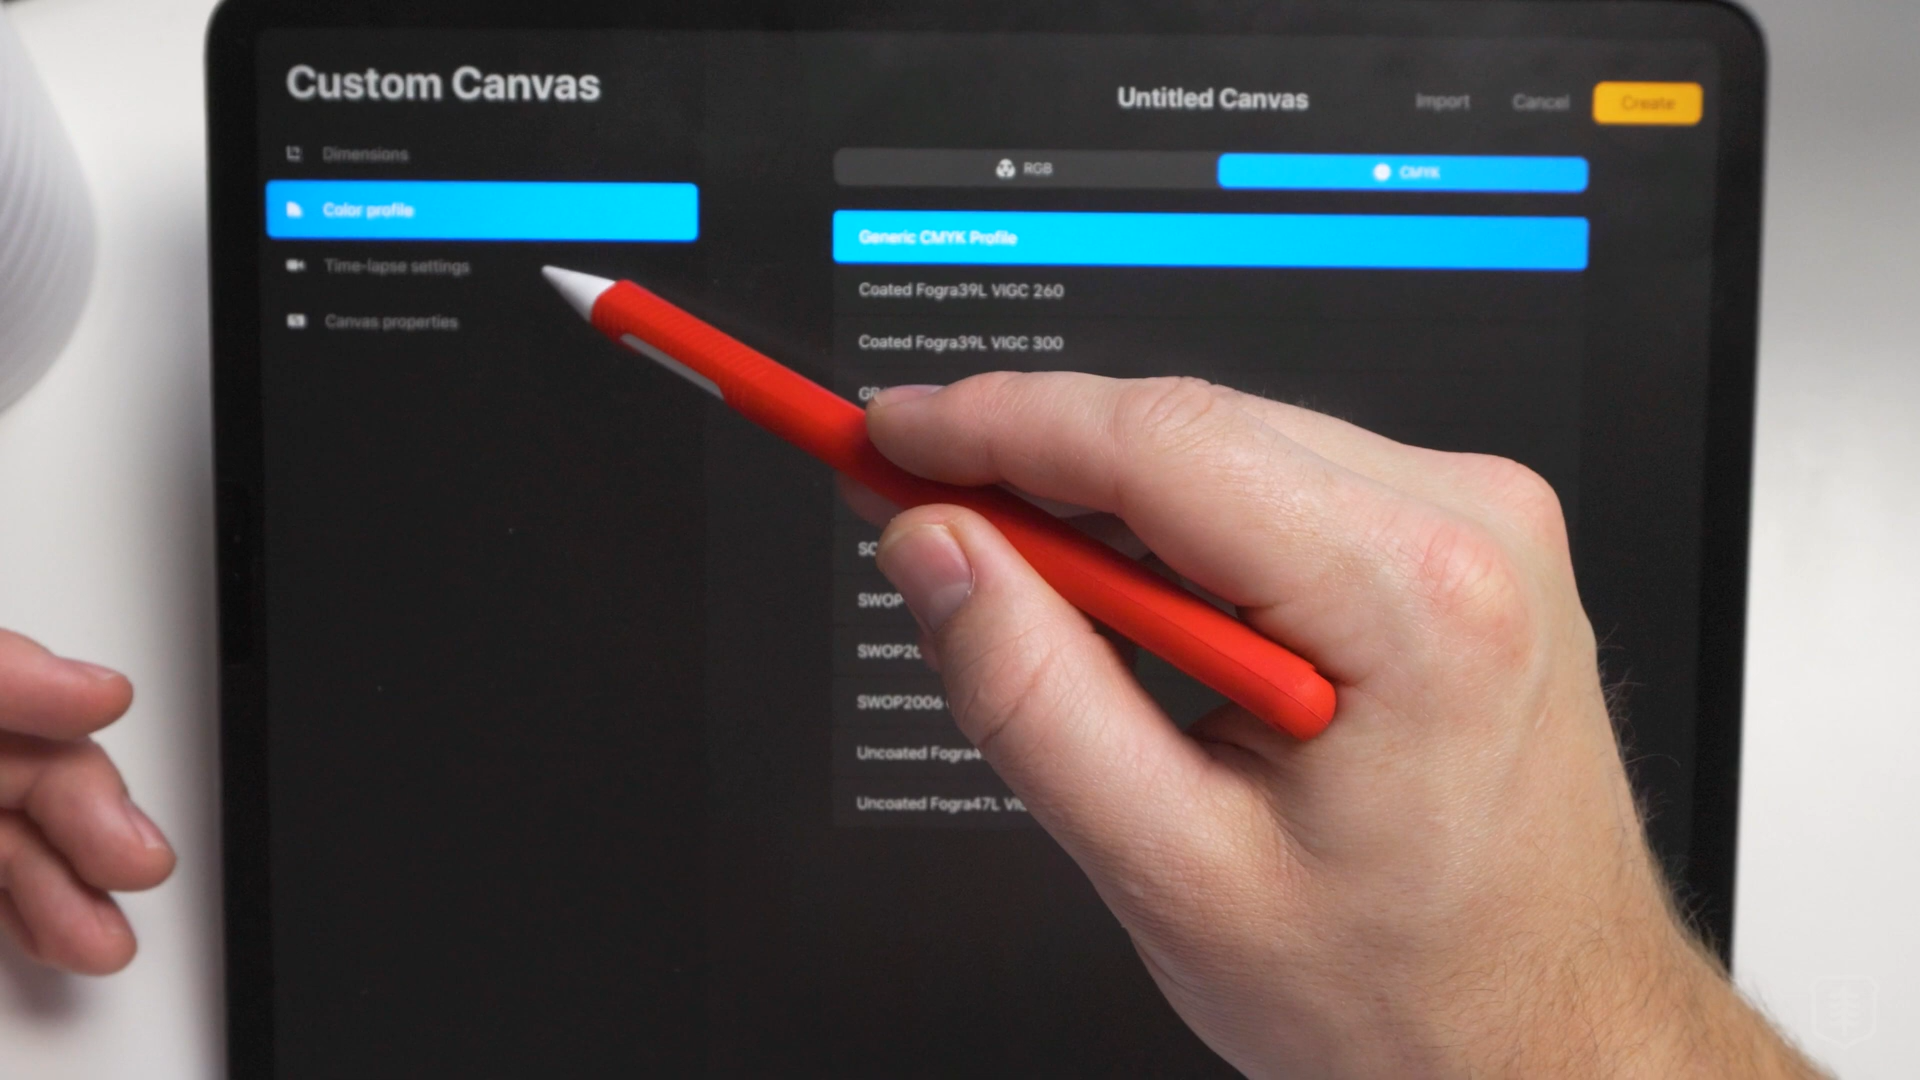 Custom Canvas
Untitled Canvas
Import
Cancel
Create
Dimensions
Color profile
Time-lapse settings
Canvas properties
RGB
CMYK
Generic CMYK Profile
Coated Fogra39L VIGC 260
Coated Fogra39L VIGC 300
SWOP
SWOP2006
Uncoated
Uncoated Fogra47L